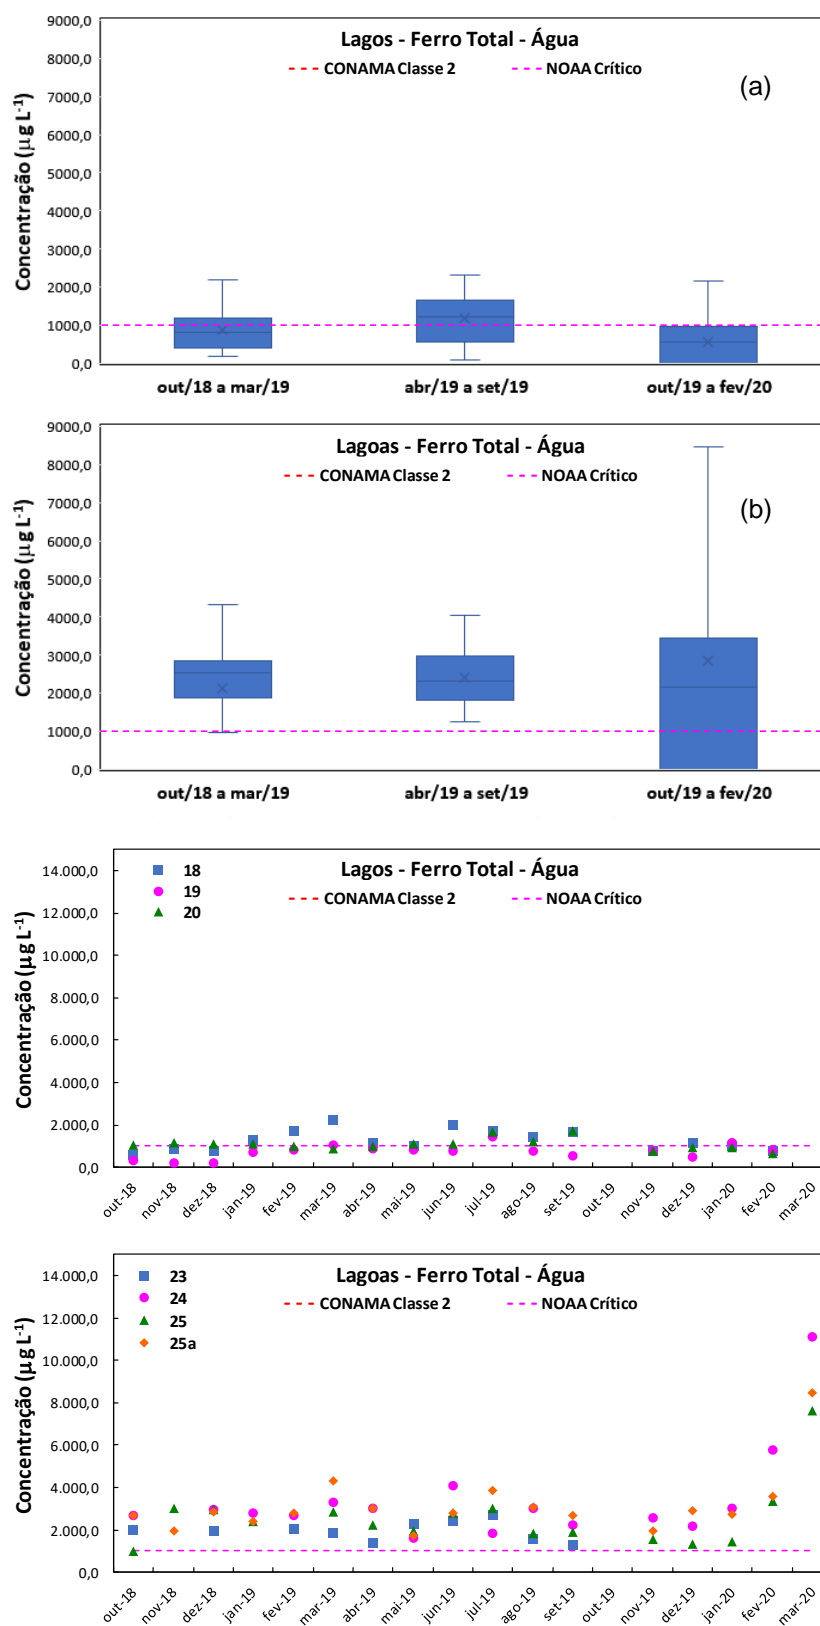 Lagos - Ferro Total - Água
CONAMA Classe 2 NOAA Crítico
(a)
Concentração (µg L-1)
9000,0
8000,0
7000,0
6000,0
5000,0
4000,0
3000,0
2000,0
1000,0
0,0
out/18 a mar/19 abr/19 a set/19 out/19 a fev/20
Lagoas - Ferro Total - Água
CONAMA Classe 2 NOAA Crítico
(b)
Concentração (µg L-1)
9000,0
8000,0
7000,0
6000,0
5000,0
4000,0
3000,0
2000,0
1000,0
0,0
out/18 a mar/19 abr/19 a set/19 out/19 a fev/20
Lagos - Ferro Total - Água
CONAMA Classe 2 NOAA Crítico
18
19
20
Concentração (µg L-1)
14.000,0
12.000,0
10.000,0
8.000,0
6.000,0
4.000,0
2.000,0
0,0
out-18 nov-18 dez-18 jan-19 fev-19 mar-19 abr-19 mai-19 jun-19 jul-19 ago-19 set-19 out-19 nov-19 dez-19 jan-20 fev-20 mar-20
Lagoas - Ferro Total - Água
CONAMA Classe 2 NOAA Crítico
23
24
25
25a
Concentração (µg L-1)
14.000,0
12.000,0
10.000,0
8.000,0
6.000,0
4.000,0
2.000,0
0,0
out-18 nov-18 dez-18 jan-19 fev-19 mar-19 abr-19 mai-19 jun-19 jul-19 ago-19 set-19 out-19 nov-19 dez-19 jan-20 fev-20 mar-20